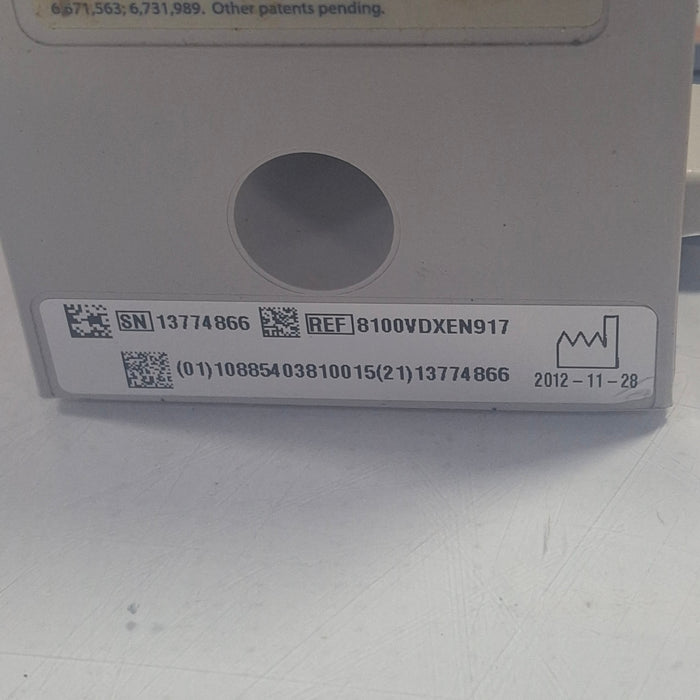 6,671,563; 6,731,989. Other patents pending.
SN 13774866 REF 8100VDXEN917
(01)10885403810015(21)13774866
2012-11-28